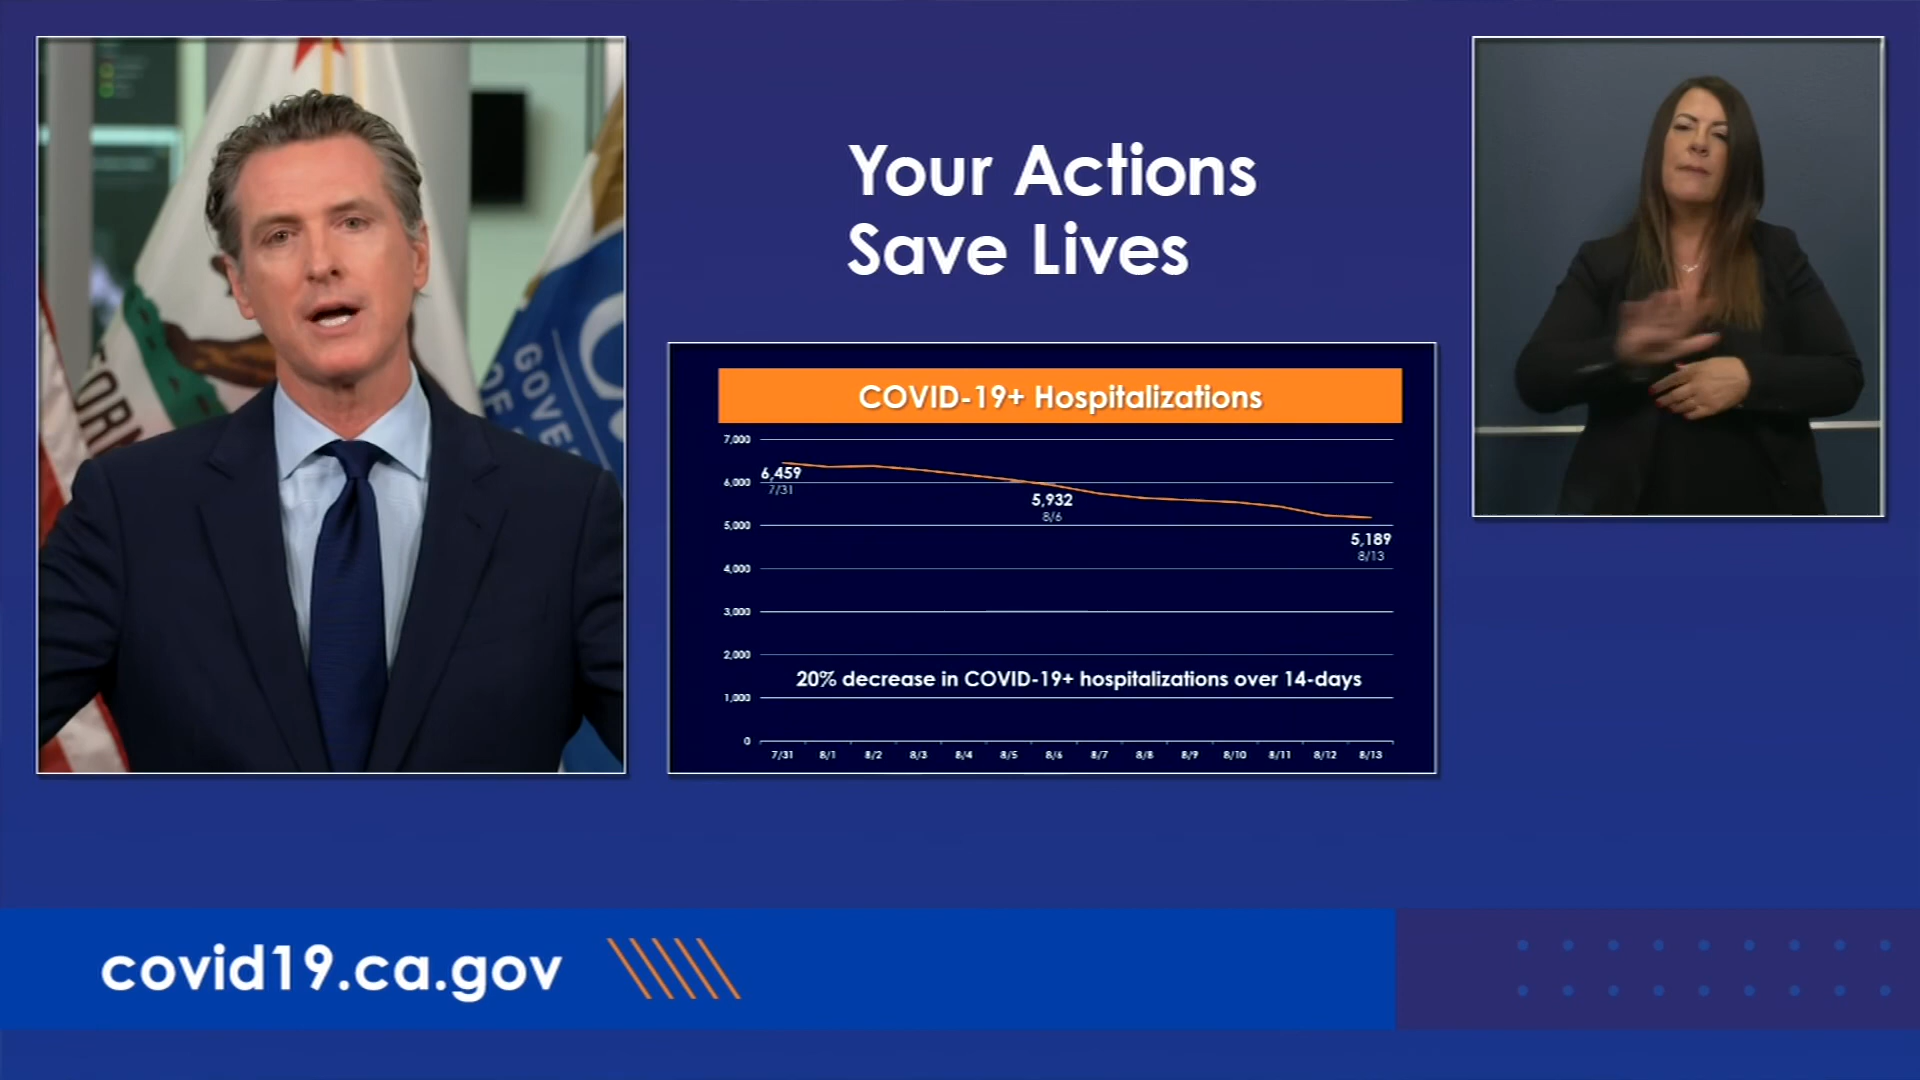 Your Actions
Save Lives
COVID-19+ Hospitalizations
7,000
6,459
7/31
6,000
5,932
8/6
5,000
5,189
8/13
4,000
3,000
2,000
20% decrease in COVID-19+ hospitalizations over 14-days
1,000
0
7/31 8/1 8/2 8/3 8/4 8/5 8/6 8/7 8/8 8/9 8/10 8/11 8/12 8/13
GOVE
OF
FORN
covid19.ca.gov